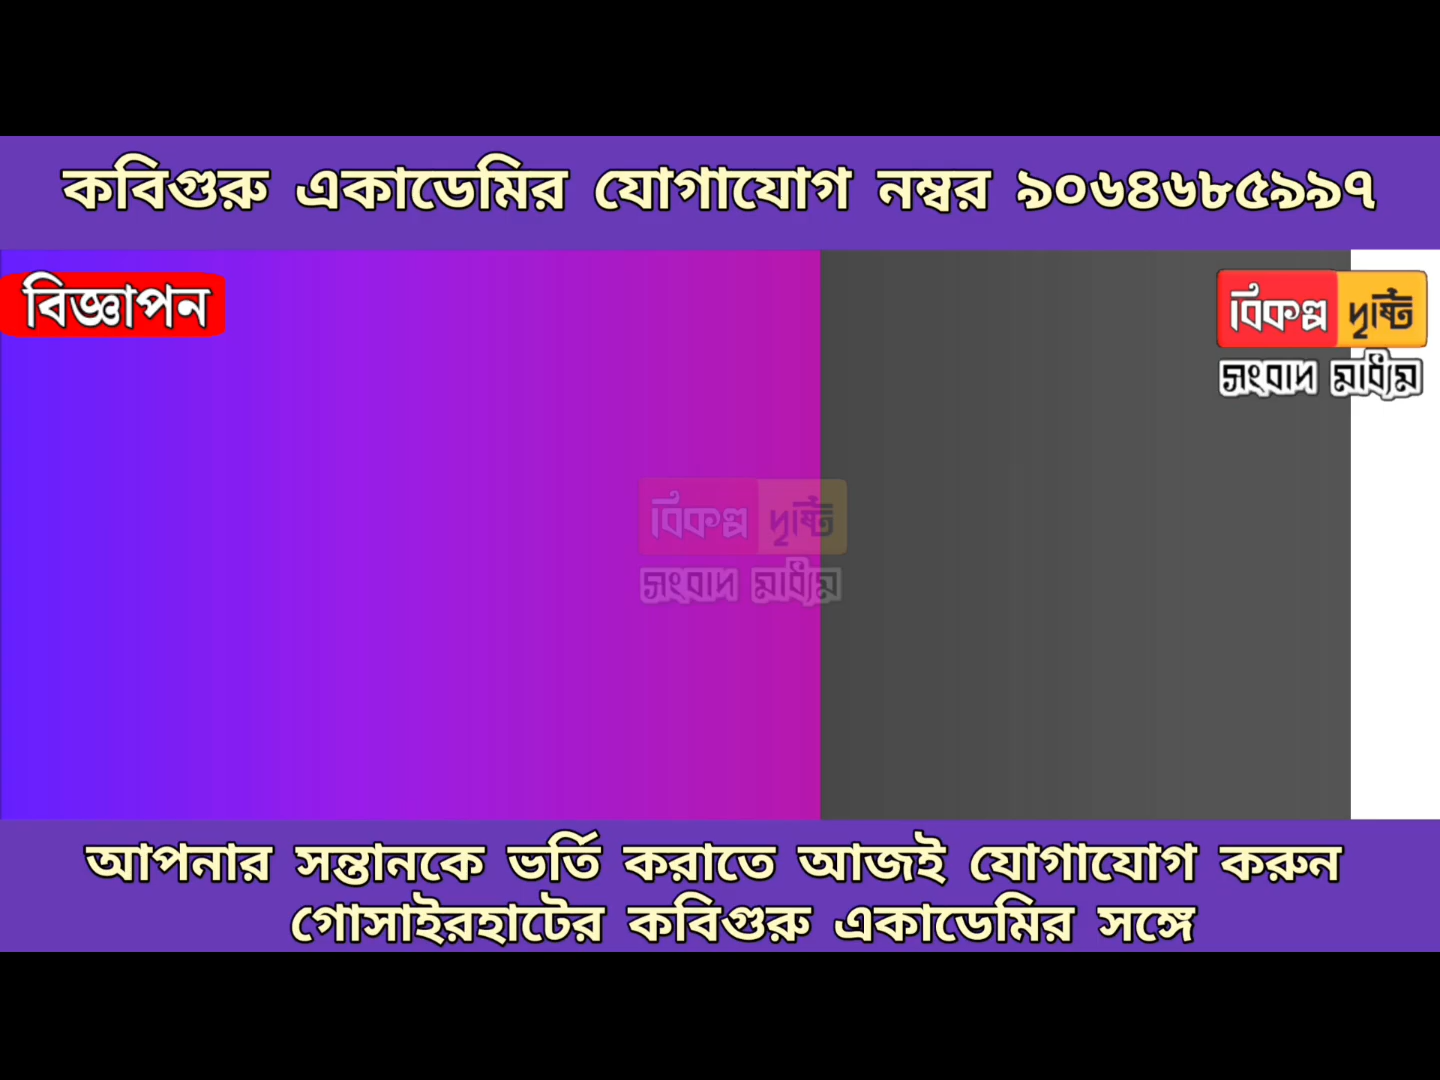 কবিগুরু একাডেমির যোগাযোগ নম্বর ৯০৬৪৬৮৫৯৯৭
বিজ্ঞাপন
বিকল্প দৃষ্টি
সংবাদ মাধ্যম
বিকল্প দৃষ্টি
সংবাদ মাধ্যম
আপনার সন্তানকে ভর্তি করাতে আজই যোগাযোগ করুন
গোসাইরহাটের কবিগুরু একাডেমির সঙ্গে